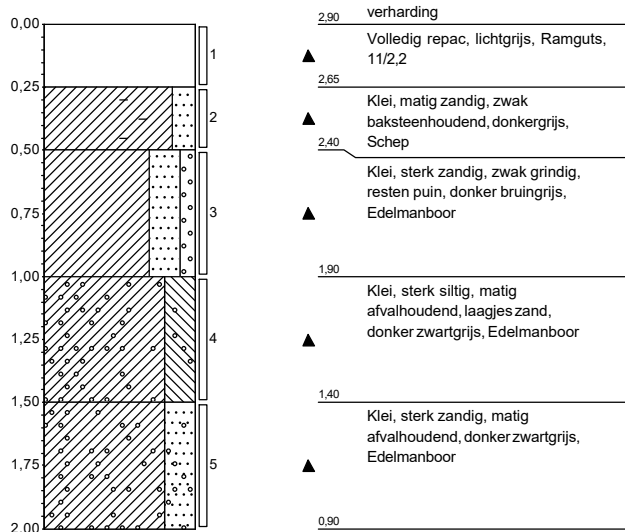 verharding
0,00
2,90
1
Volledig repac, lichtgrijs, Ramguts,
11/2,2
0,25
2,65
2
Klei, matig zandig, zwak
baksteenhoudend, donkergrijs,
Schep
0,50
2,40
3
Klei, sterk zandig, zwak grindig,
resten puin, donker bruingrijs,
Edelmanboor
0,75
1,00
1,90
4
Klei, sterk siltig, matig
afvalhoudend, laagjes zand,
donker zwartgrijs, Edelmanboor
1,25
1,50
1,40
5
Klei, sterk zandig, matig
afvalhoudend, donker zwartgrijs,
Edelmanboor
1,75
2,00
0,90